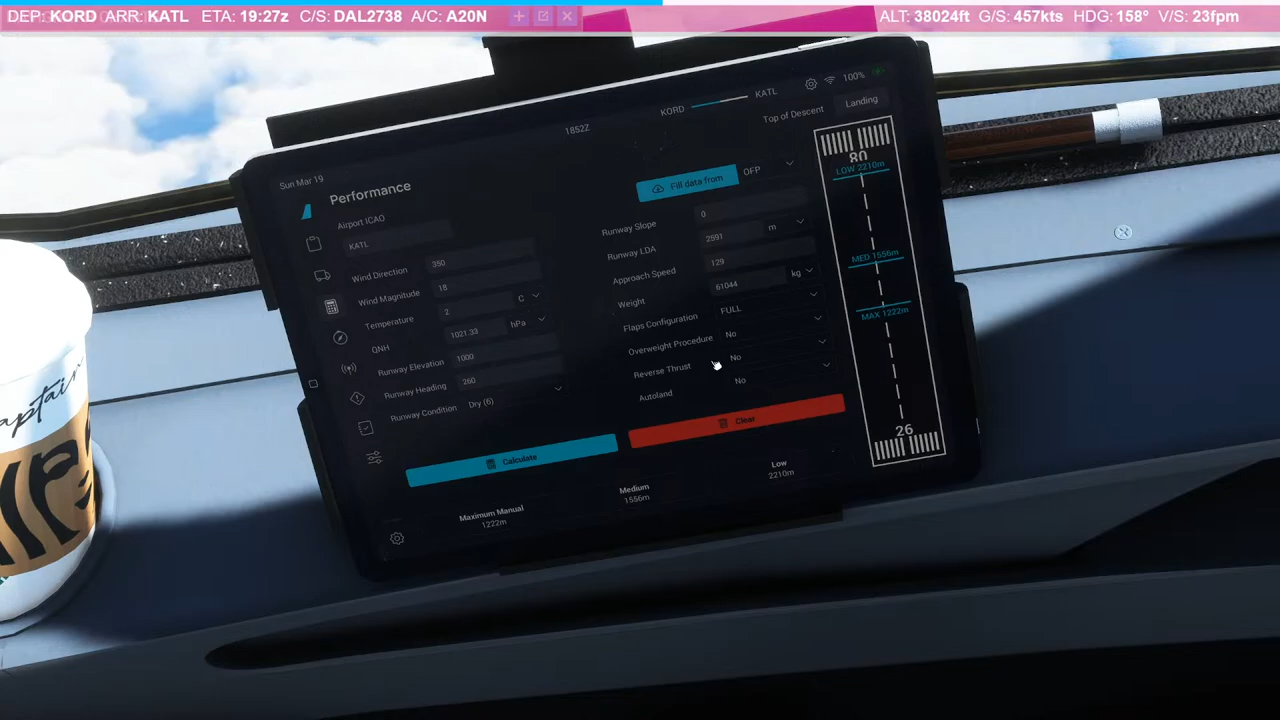 DEP: KORD ARR: KATL ETA: 19:27z C/S: DAL2738 A/C: A20N ALT: 38024ft G/S: 457kts HDG: 158° V/S: 23fpm
Sun Mar 19
1852Z
KORD KATL
100%
Top of Descent
Landing
Performance
Fill data from OFP
Airport ICAO
KATL
Wind Direction 350
Wind Magnitude 18
Temperature 2 C
QNH 1021.33 hPa
Runway Elevation 1000
Runway Heading 260
Runway Condition Dry (6)
Runway Slope 0
Runway LDA 2591 m
Approach Speed 129
Weight 61044 kg
Flaps Configuration FULL
Overweight Procedure No
Reverse Thrust No
Autoland No
Calculate
Clear
Maximum Manual
1222m
Medium
1556m
Low
2210m
80
LOW 2210m
MED 1556m
MAX 1222m
26
Captain